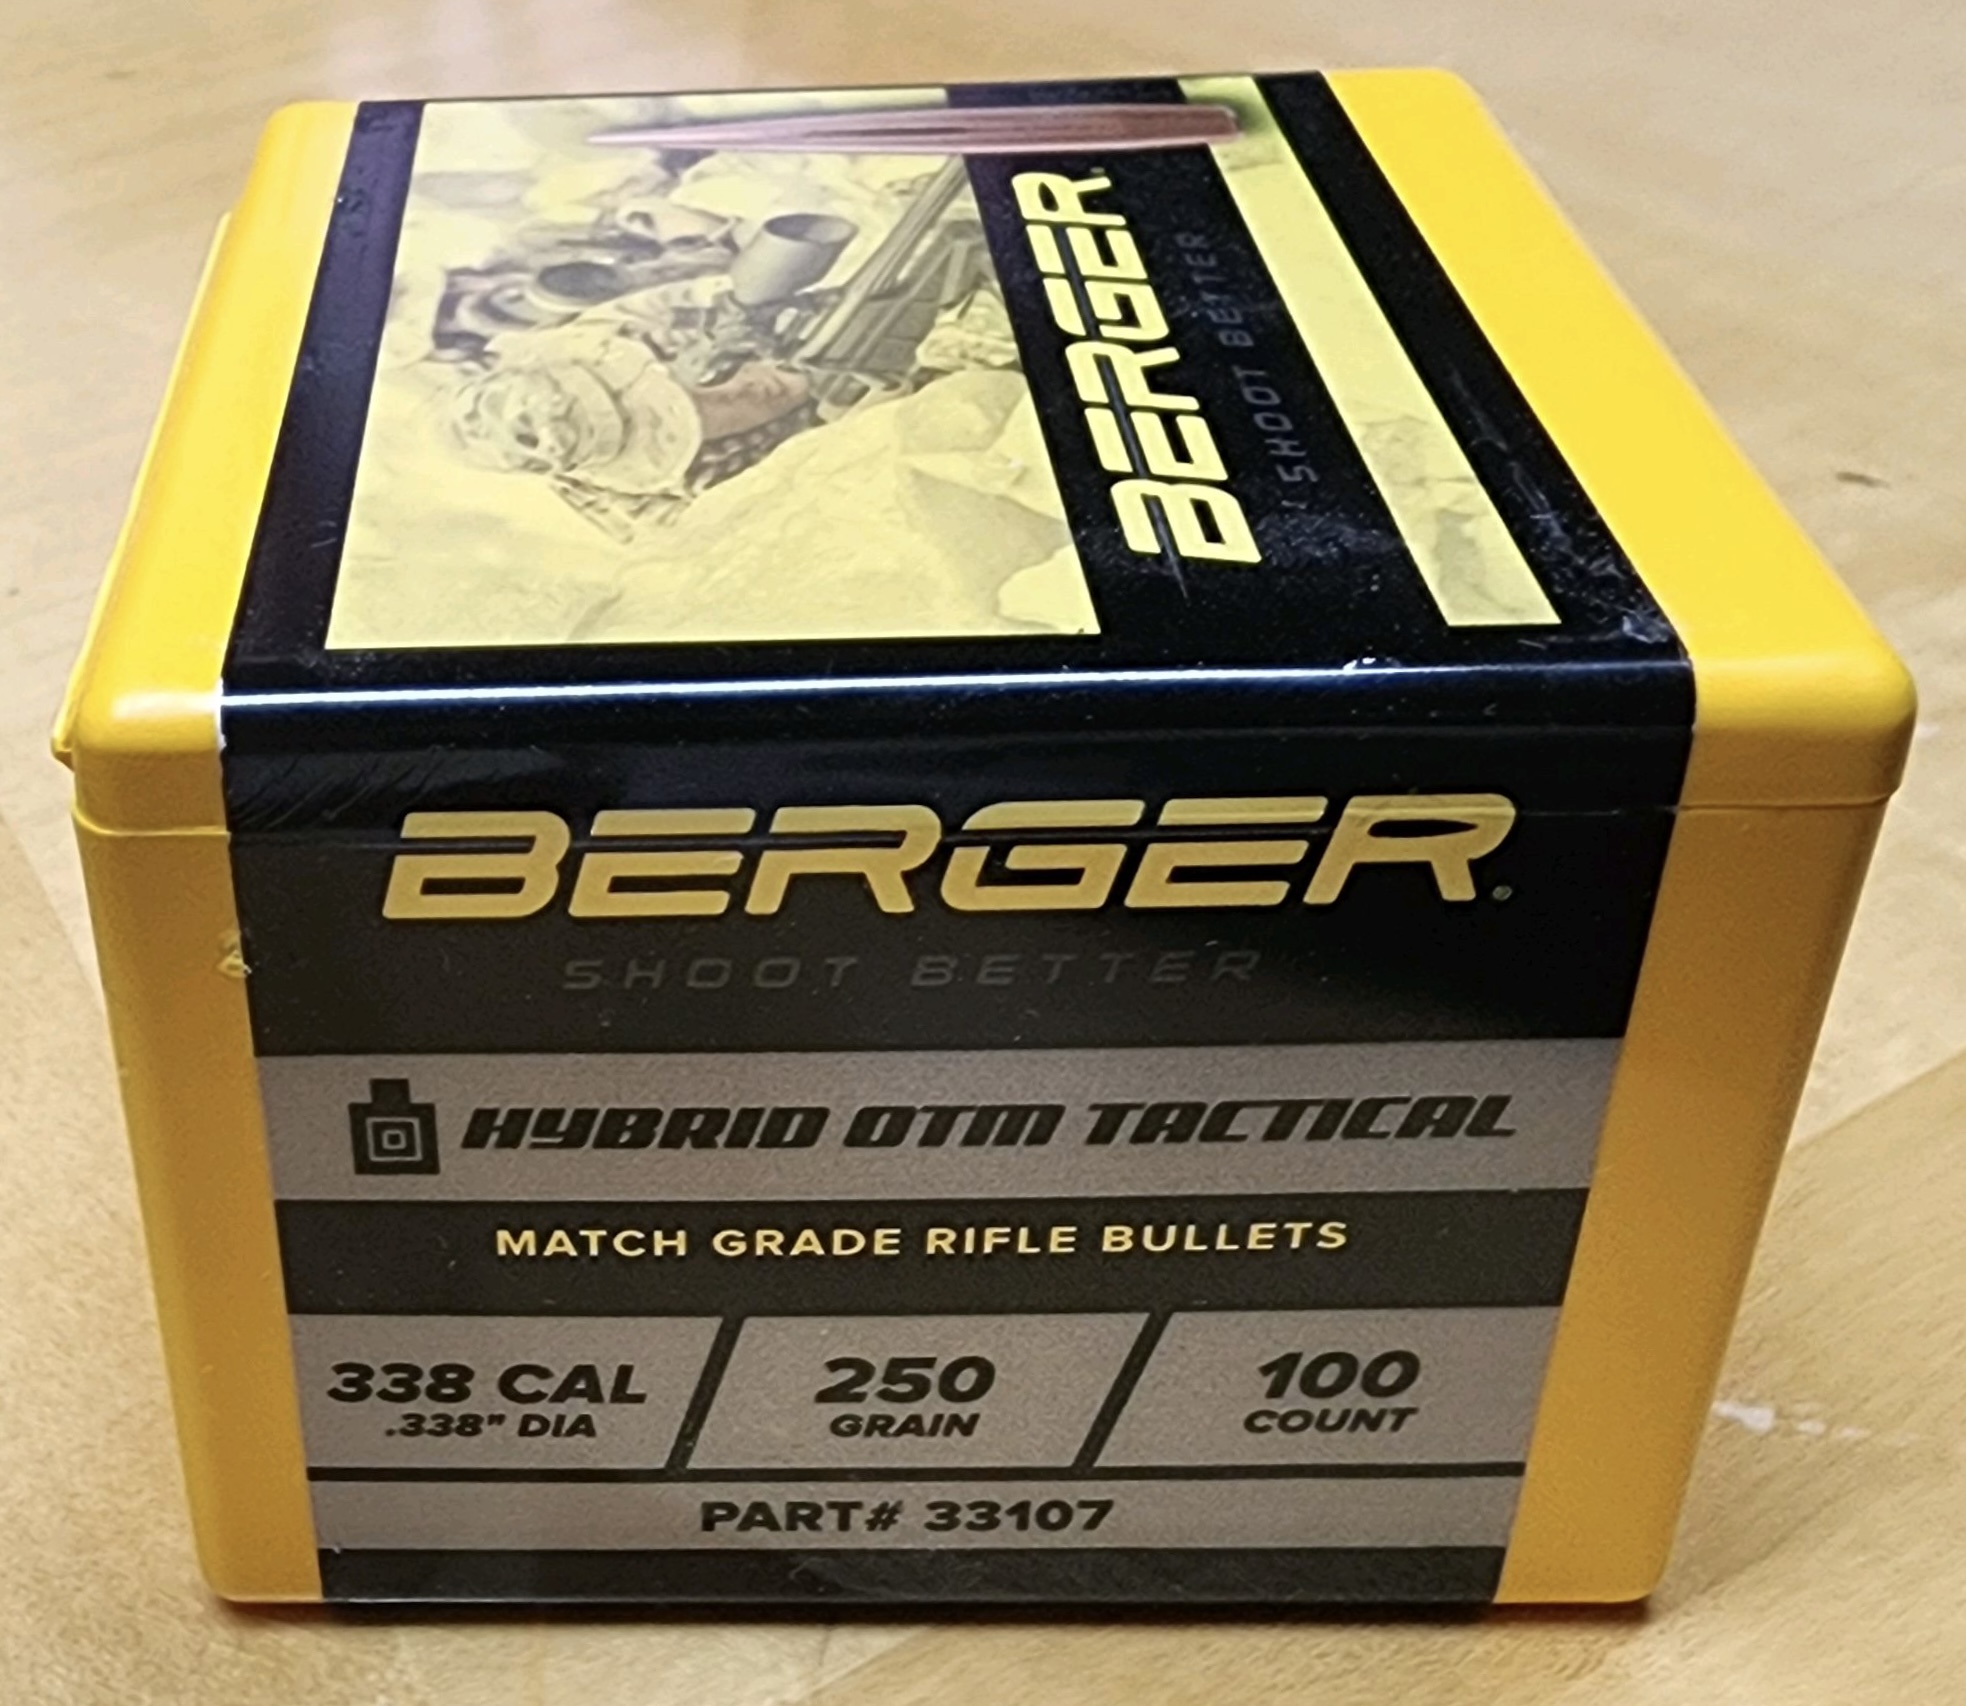 BERGER
SHOOT BETTER
BERGER
SHOOT BETTER
HYBRID OTM TACTICAL
MATCH GRADE RIFLE BULLETS
338 CAL
.338" DIA
250
GRAIN
100
COUNT
PART# 33107